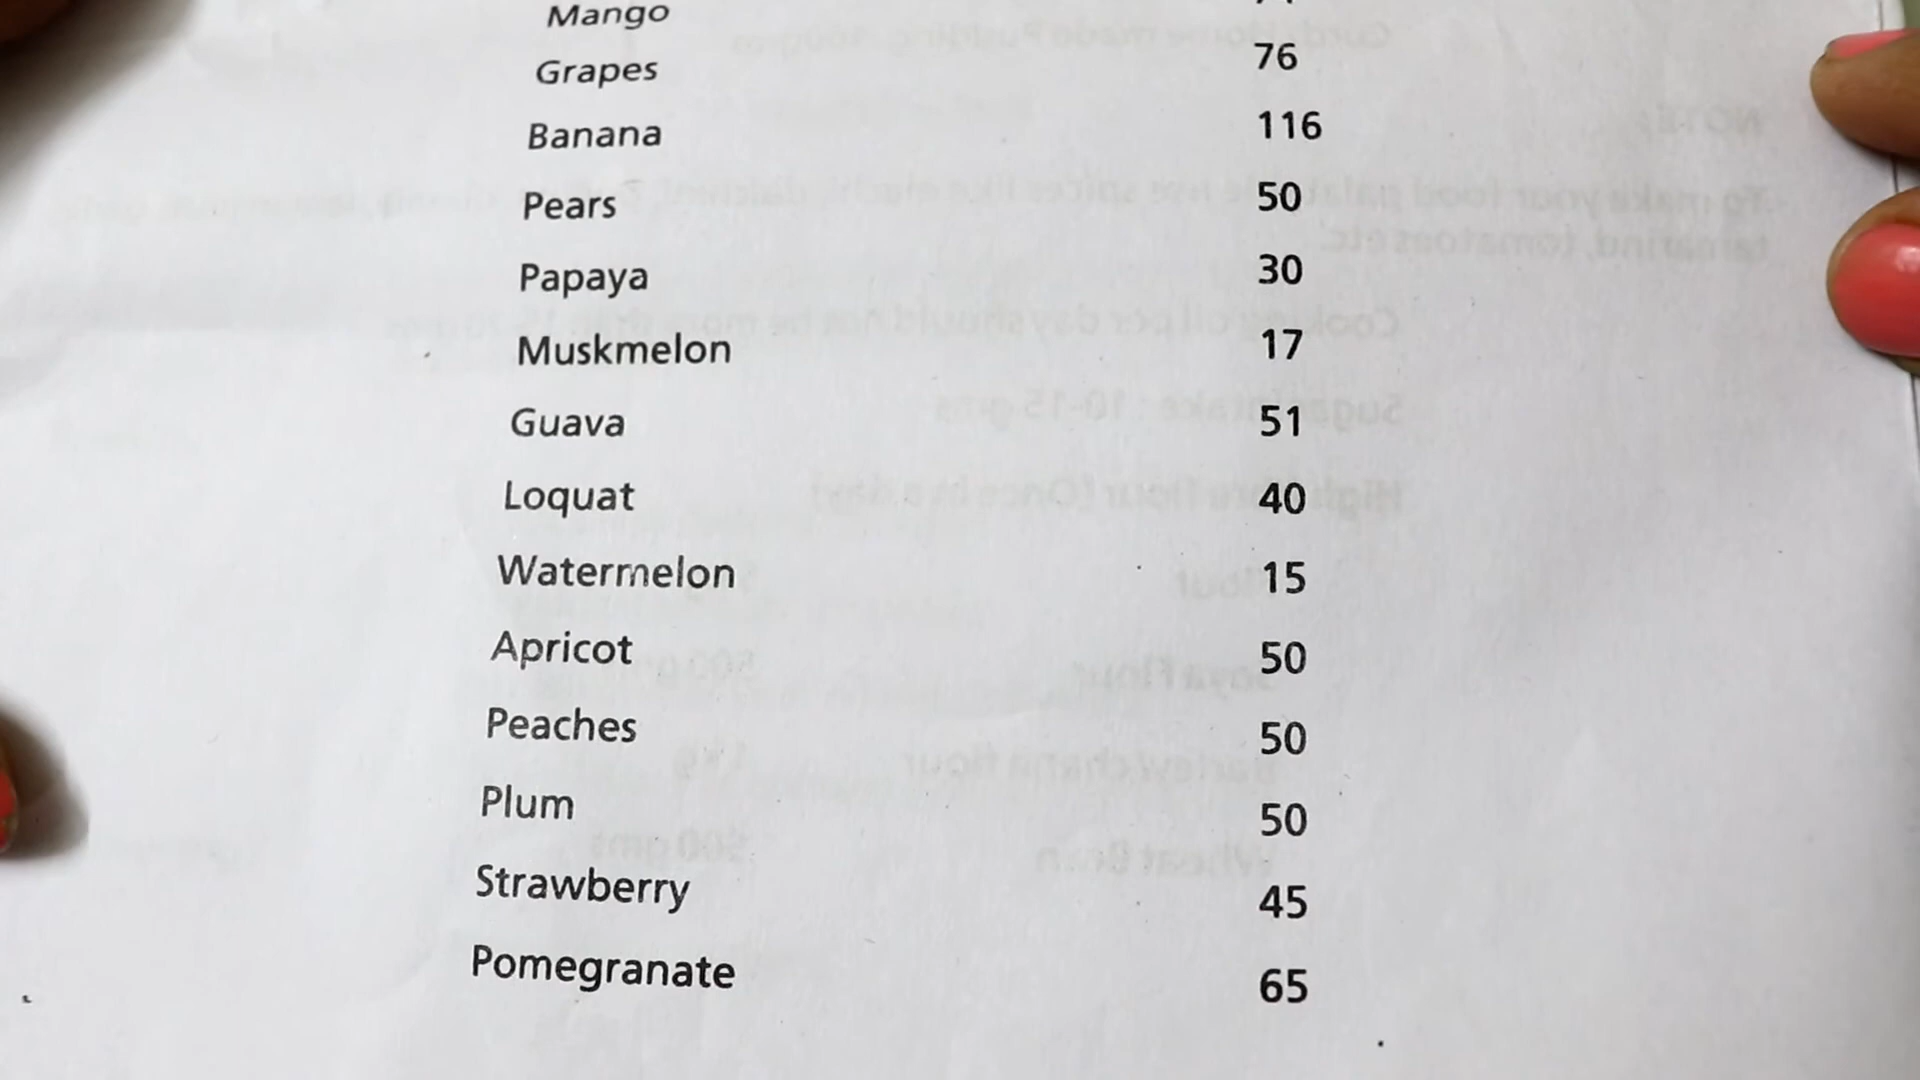 Mango
Grapes 76
Banana 116
Pears 50
Papaya 30
Muskmelon 17
Guava 51
Loquat 40
Watermelon 15
Apricot 50
Peaches 50
Plum 50
Strawberry 45
Pomegranate 65